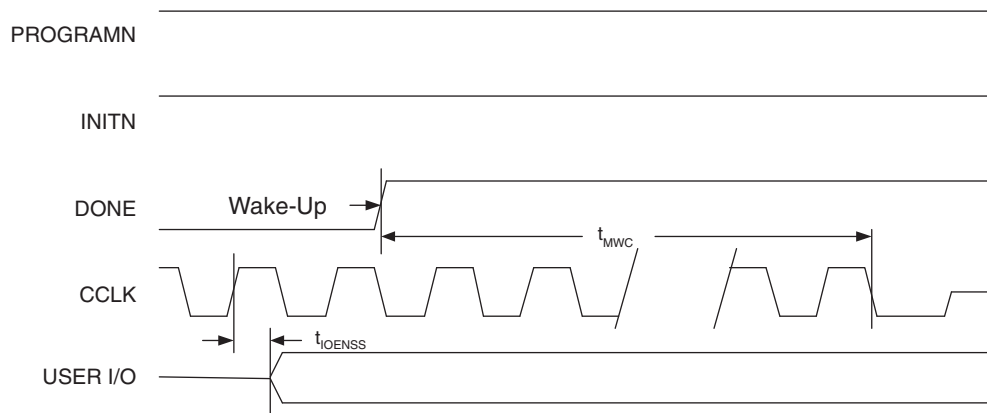 PROGRAMN
INITN
DONE
Wake-Up
tMWC
CCLK
tIOENSS
USER I/O